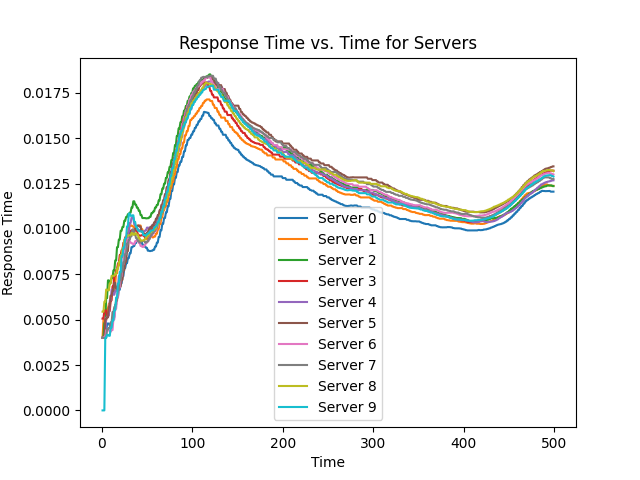 Response Time vs. Time for Servers
Response Time
0.0175
0.0150
0.0125
0.0100
0.0075
0.0050
0.0025
0.0000
Server 0
Server 1
Server 2
Server 3
Server 4
Server 5
Server 6
Server 7
Server 8
Server 9
0 100 200 300 400 500
Time